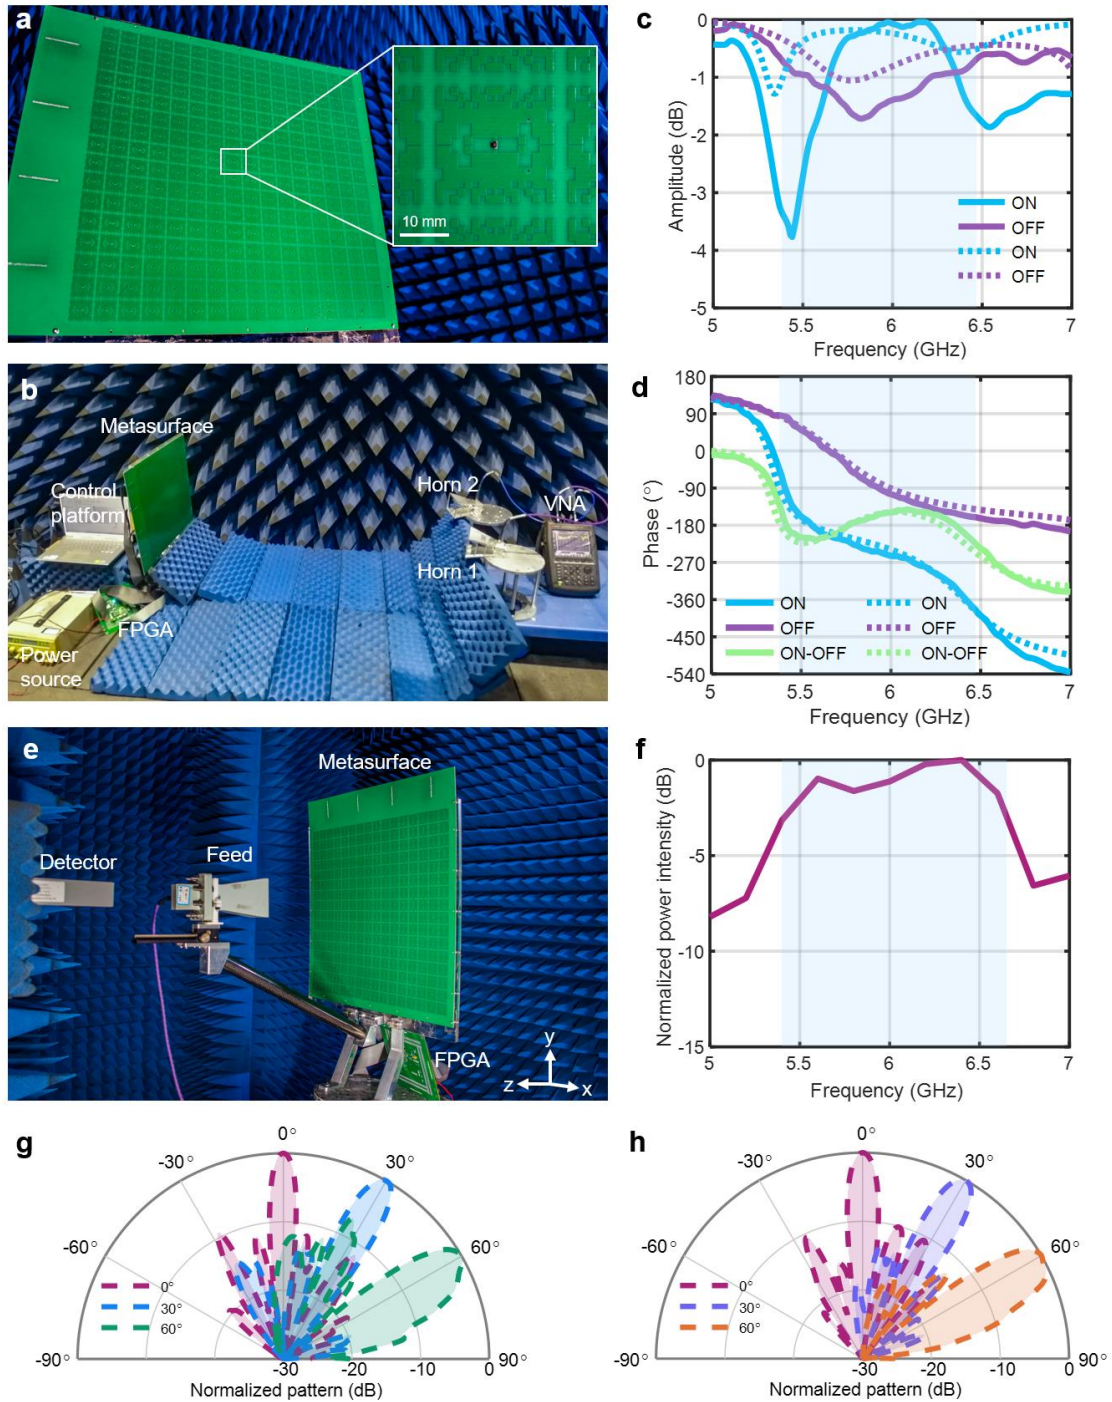 a
10 mm
c
0
-1
-2
-3
-4
-5
Amplitude (dB)
ON
OFF
ON
OFF
5
5.5
6
6.5
7
Frequency (GHz)
b
Metasurface
Control
platform
Horn 2
VNA
Horn 1
FPGA
Power
source
d
180
90
0
-90
-180
-270
-360
-450
-540
Phase (°)
ON
ON
OFF
OFF
ON-OFF
ON-OFF
5
5.5
6
6.5
7
Frequency (GHz)
e
Metasurface
Detector
Feed
FPGA
y
z
x
f
0
-5
-10
-15
Normalized power intensity (dB)
5
5.5
6
6.5
7
Frequency (GHz)
g
0°
-30°
30°
-60°
60°
0°
30°
60°
-90°
-30
-20
-10
0
90°
Normalized pattern (dB)
h
0°
-30°
30°
-60°
60°
0°
30°
60°
-90°
-30
-20
-10
0
90°
Normalized pattern (dB)